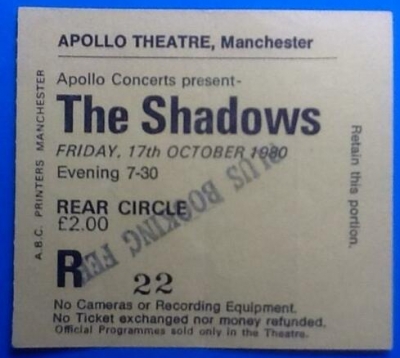 APOLLO THEATRE, Manchester
Apollo Concerts present-
The Shadows
FRIDAY, 17th OCTOBER 1980
Evening 7-30
REAR CIRCLE
£2.00
PLUS BOOKING FEE
R 22
No Cameras or Recording Equipment.
No Ticket exchanged nor money refunded.
Official Programmes sold only in the Theatre.
A.B.C. PRINTERS MANCHESTER
Retain this portion.